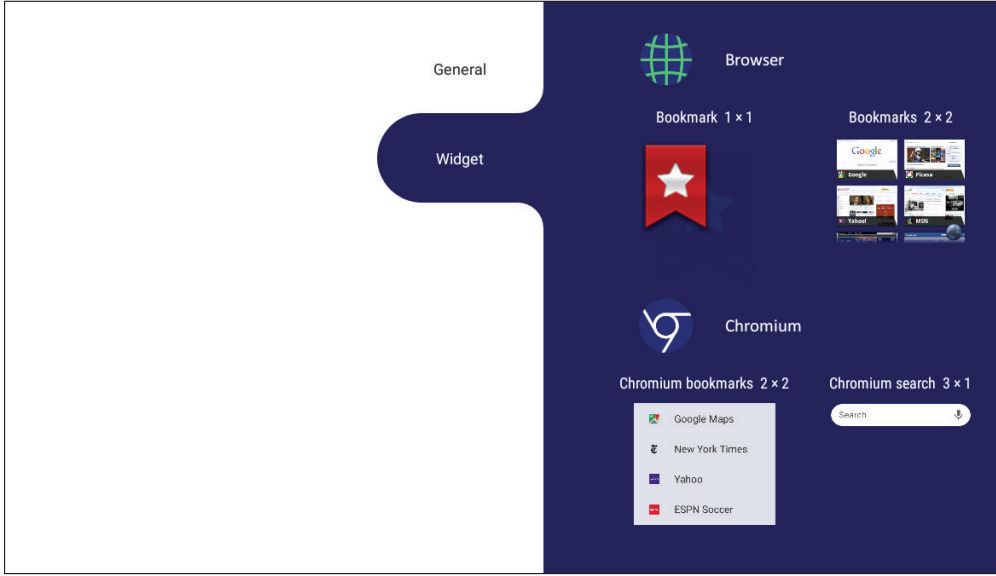 General
Widget
Browser
Bookmark 1 × 1
Bookmarks 2 × 2
Google
Google
Picasa
Yahoo!
MSN
Chromium
Chromium bookmarks 2 × 2
Chromium search 3 × 1
Google Maps
New York Times
Yahoo
ESPN Soccer
Search